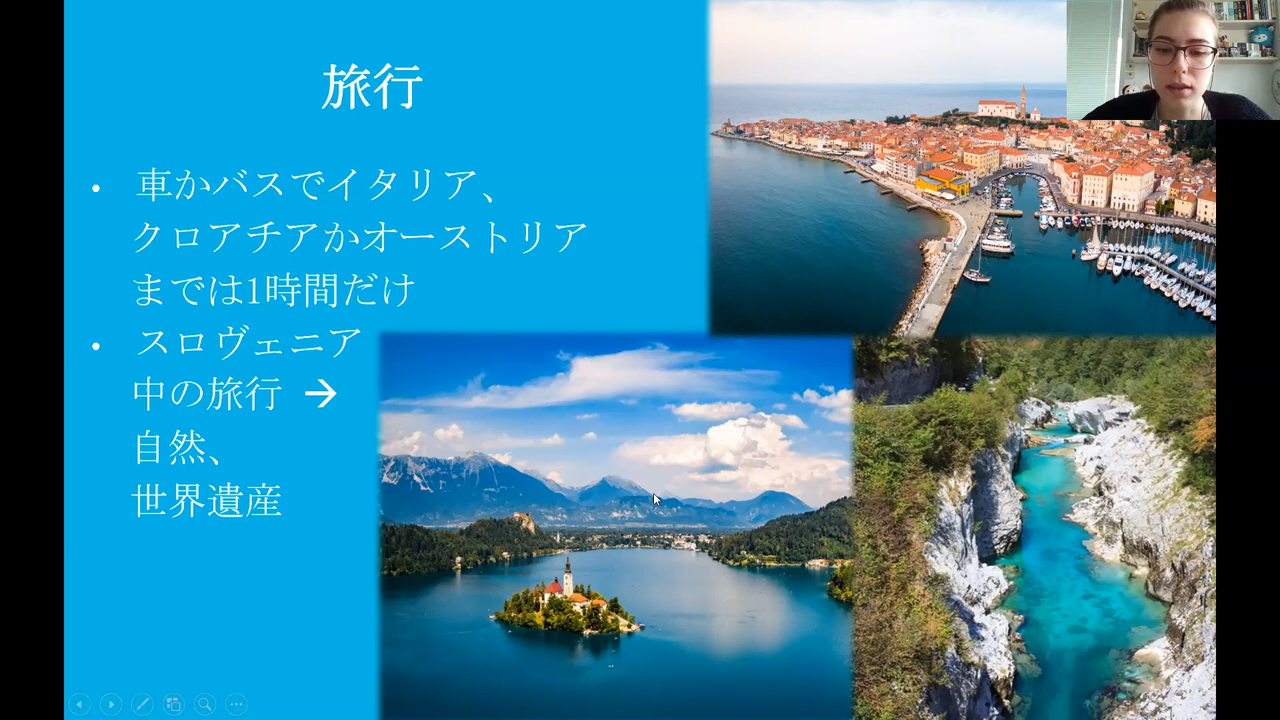 旅行
• 車かバスでイタリア、
クロアチアかオーストリア
までは1時間だけ
• スロヴェニア
中の旅行 →
自然、
世界遺産